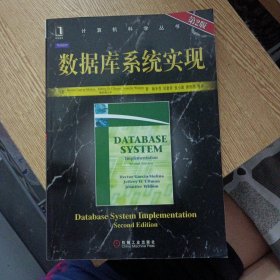 计算机科学丛书
第2版
数据库系统实现
DATABASE
SYSTEM
Implementation
Hector Garcia-Molina
Jeffrey D. Ullman
Jennifer Widom
Database System Implementation
Second Edition
机械工业出版社